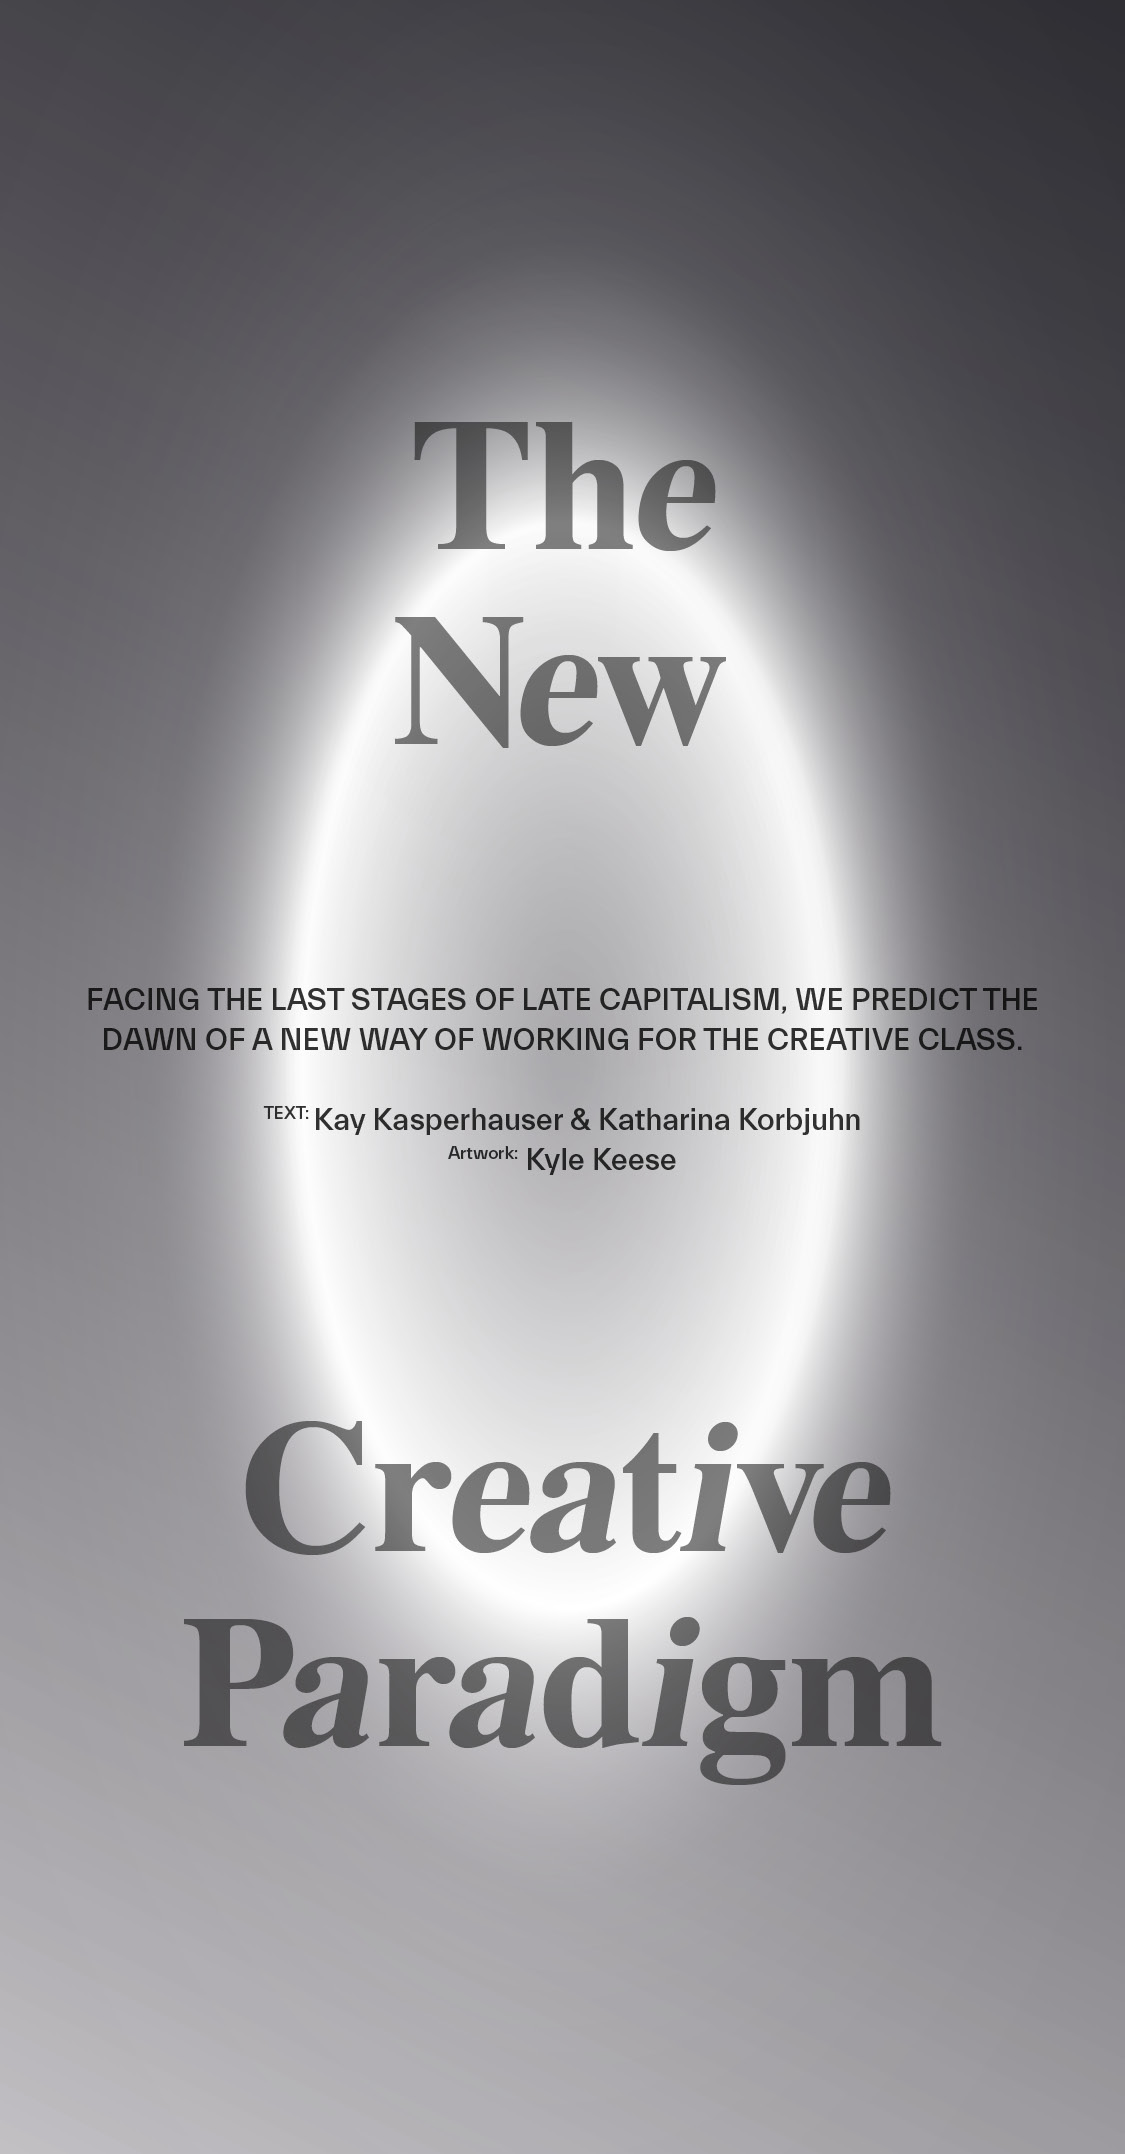 The
New
FACING THE LAST STAGES OF LATE CAPITALISM, WE PREDICT THE
DAWN OF A NEW WAY OF WORKING FOR THE CREATIVE CLASS.
TEXT: Kay Kasperhauser & Katharina Korbjuhn
Artwork: Kyle Keese
Creative
Paradigm